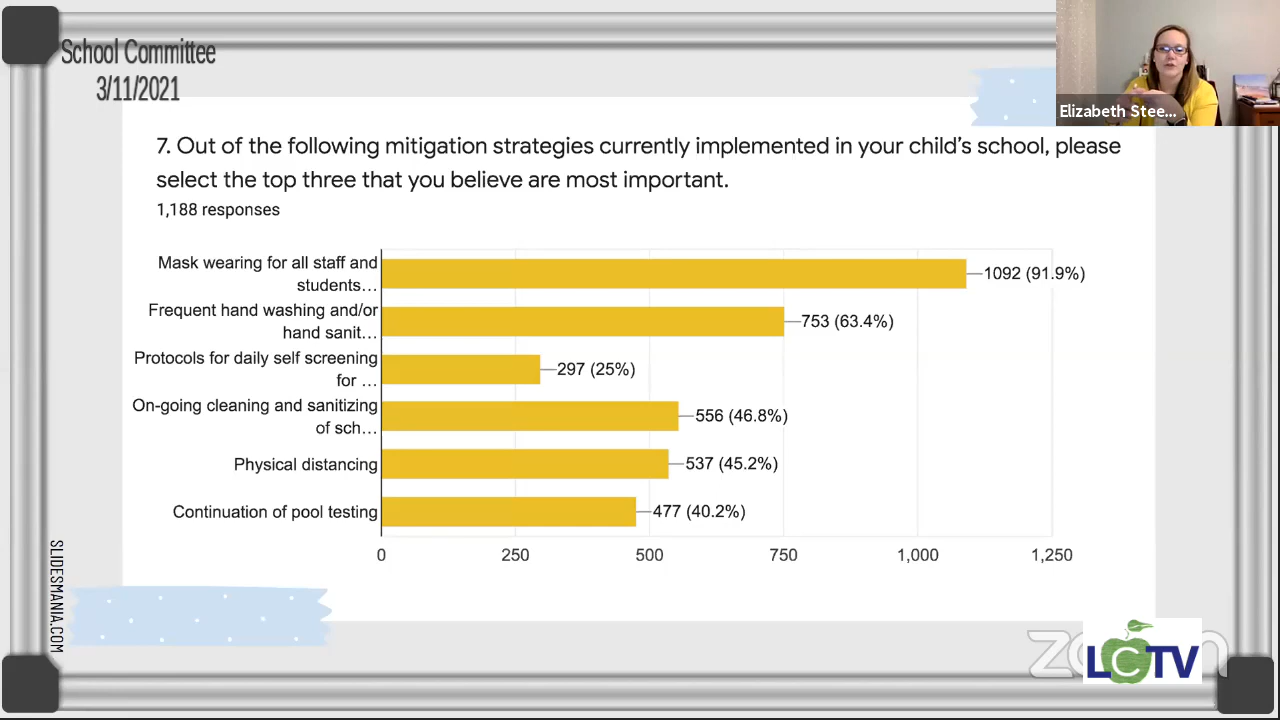 School Committee
3/11/2021
Elizabeth Stee...
7. Out of the following mitigation strategies currently implemented in your child's school, please
select the top three that you believe are most important.
1,188 responses
Mask wearing for all staff and
students…
1092 (91.9%)
Frequent hand washing and/or
hand sanit…
753 (63.4%)
Protocols for daily self screening
for …
297 (25%)
On-going cleaning and sanitizing
of sch…
556 (46.8%)
Physical distancing
537 (45.2%)
Continuation of pool testing
477 (40.2%)
0 250 500 750 1,000 1,250
SLIDESMANIA.COM
LCTV